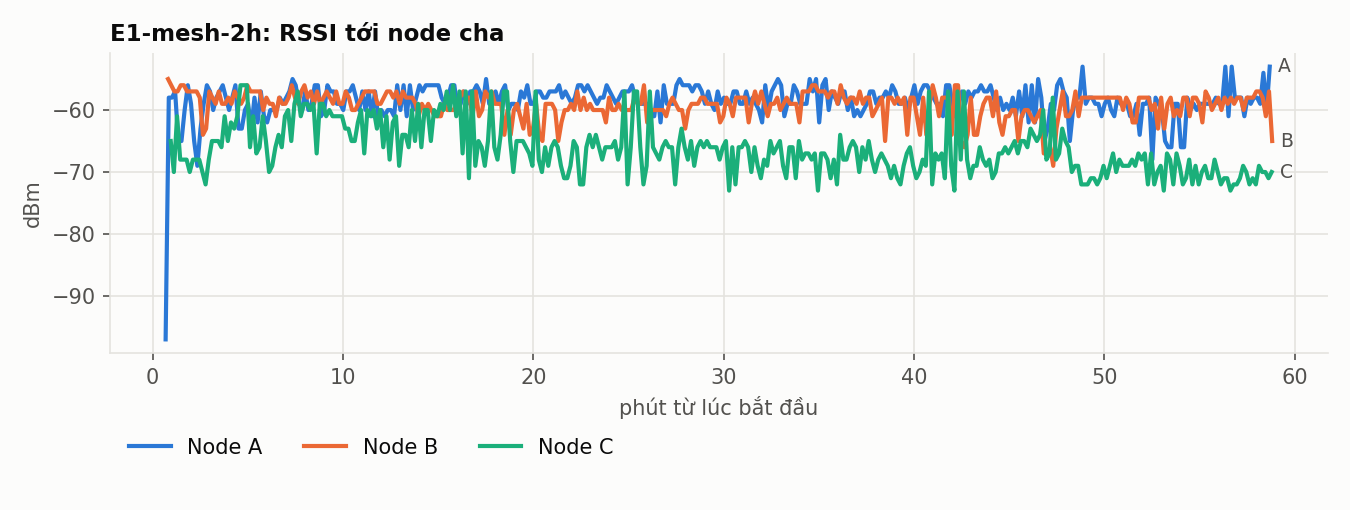 E1-mesh-2h: RSSI tới node cha
dBm
−60
−70
−80
−90
A
B
C
0 10 20 30 40 50 60
phút từ lúc bắt đầu
Node A Node B Node C